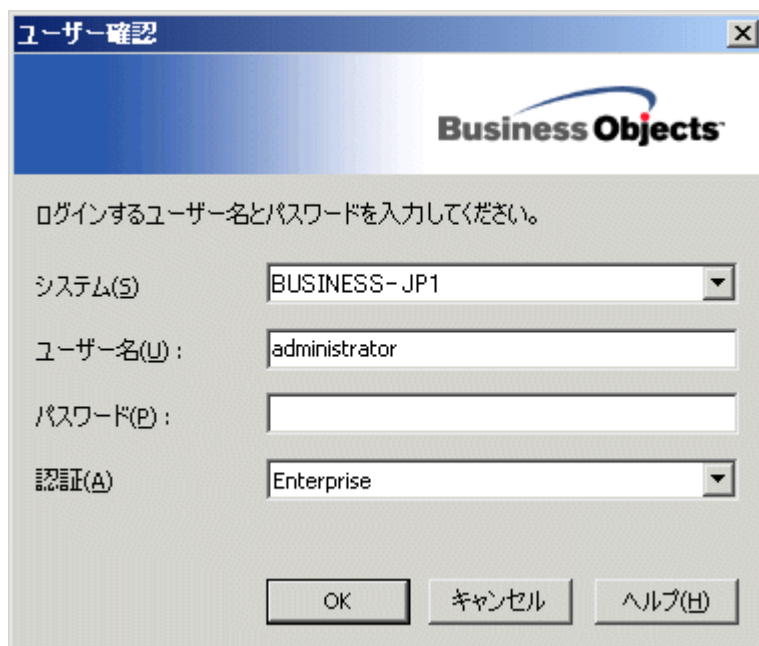 ユーザー確認
Business Objects™
ログインするユーザー名とパスワードを入力してください。
システム(S) BUSINESS-JP1
ユーザー名(U) : administrator
パスワード(P) :
認証(A) Enterprise
OK キャンセル ヘルプ(H)